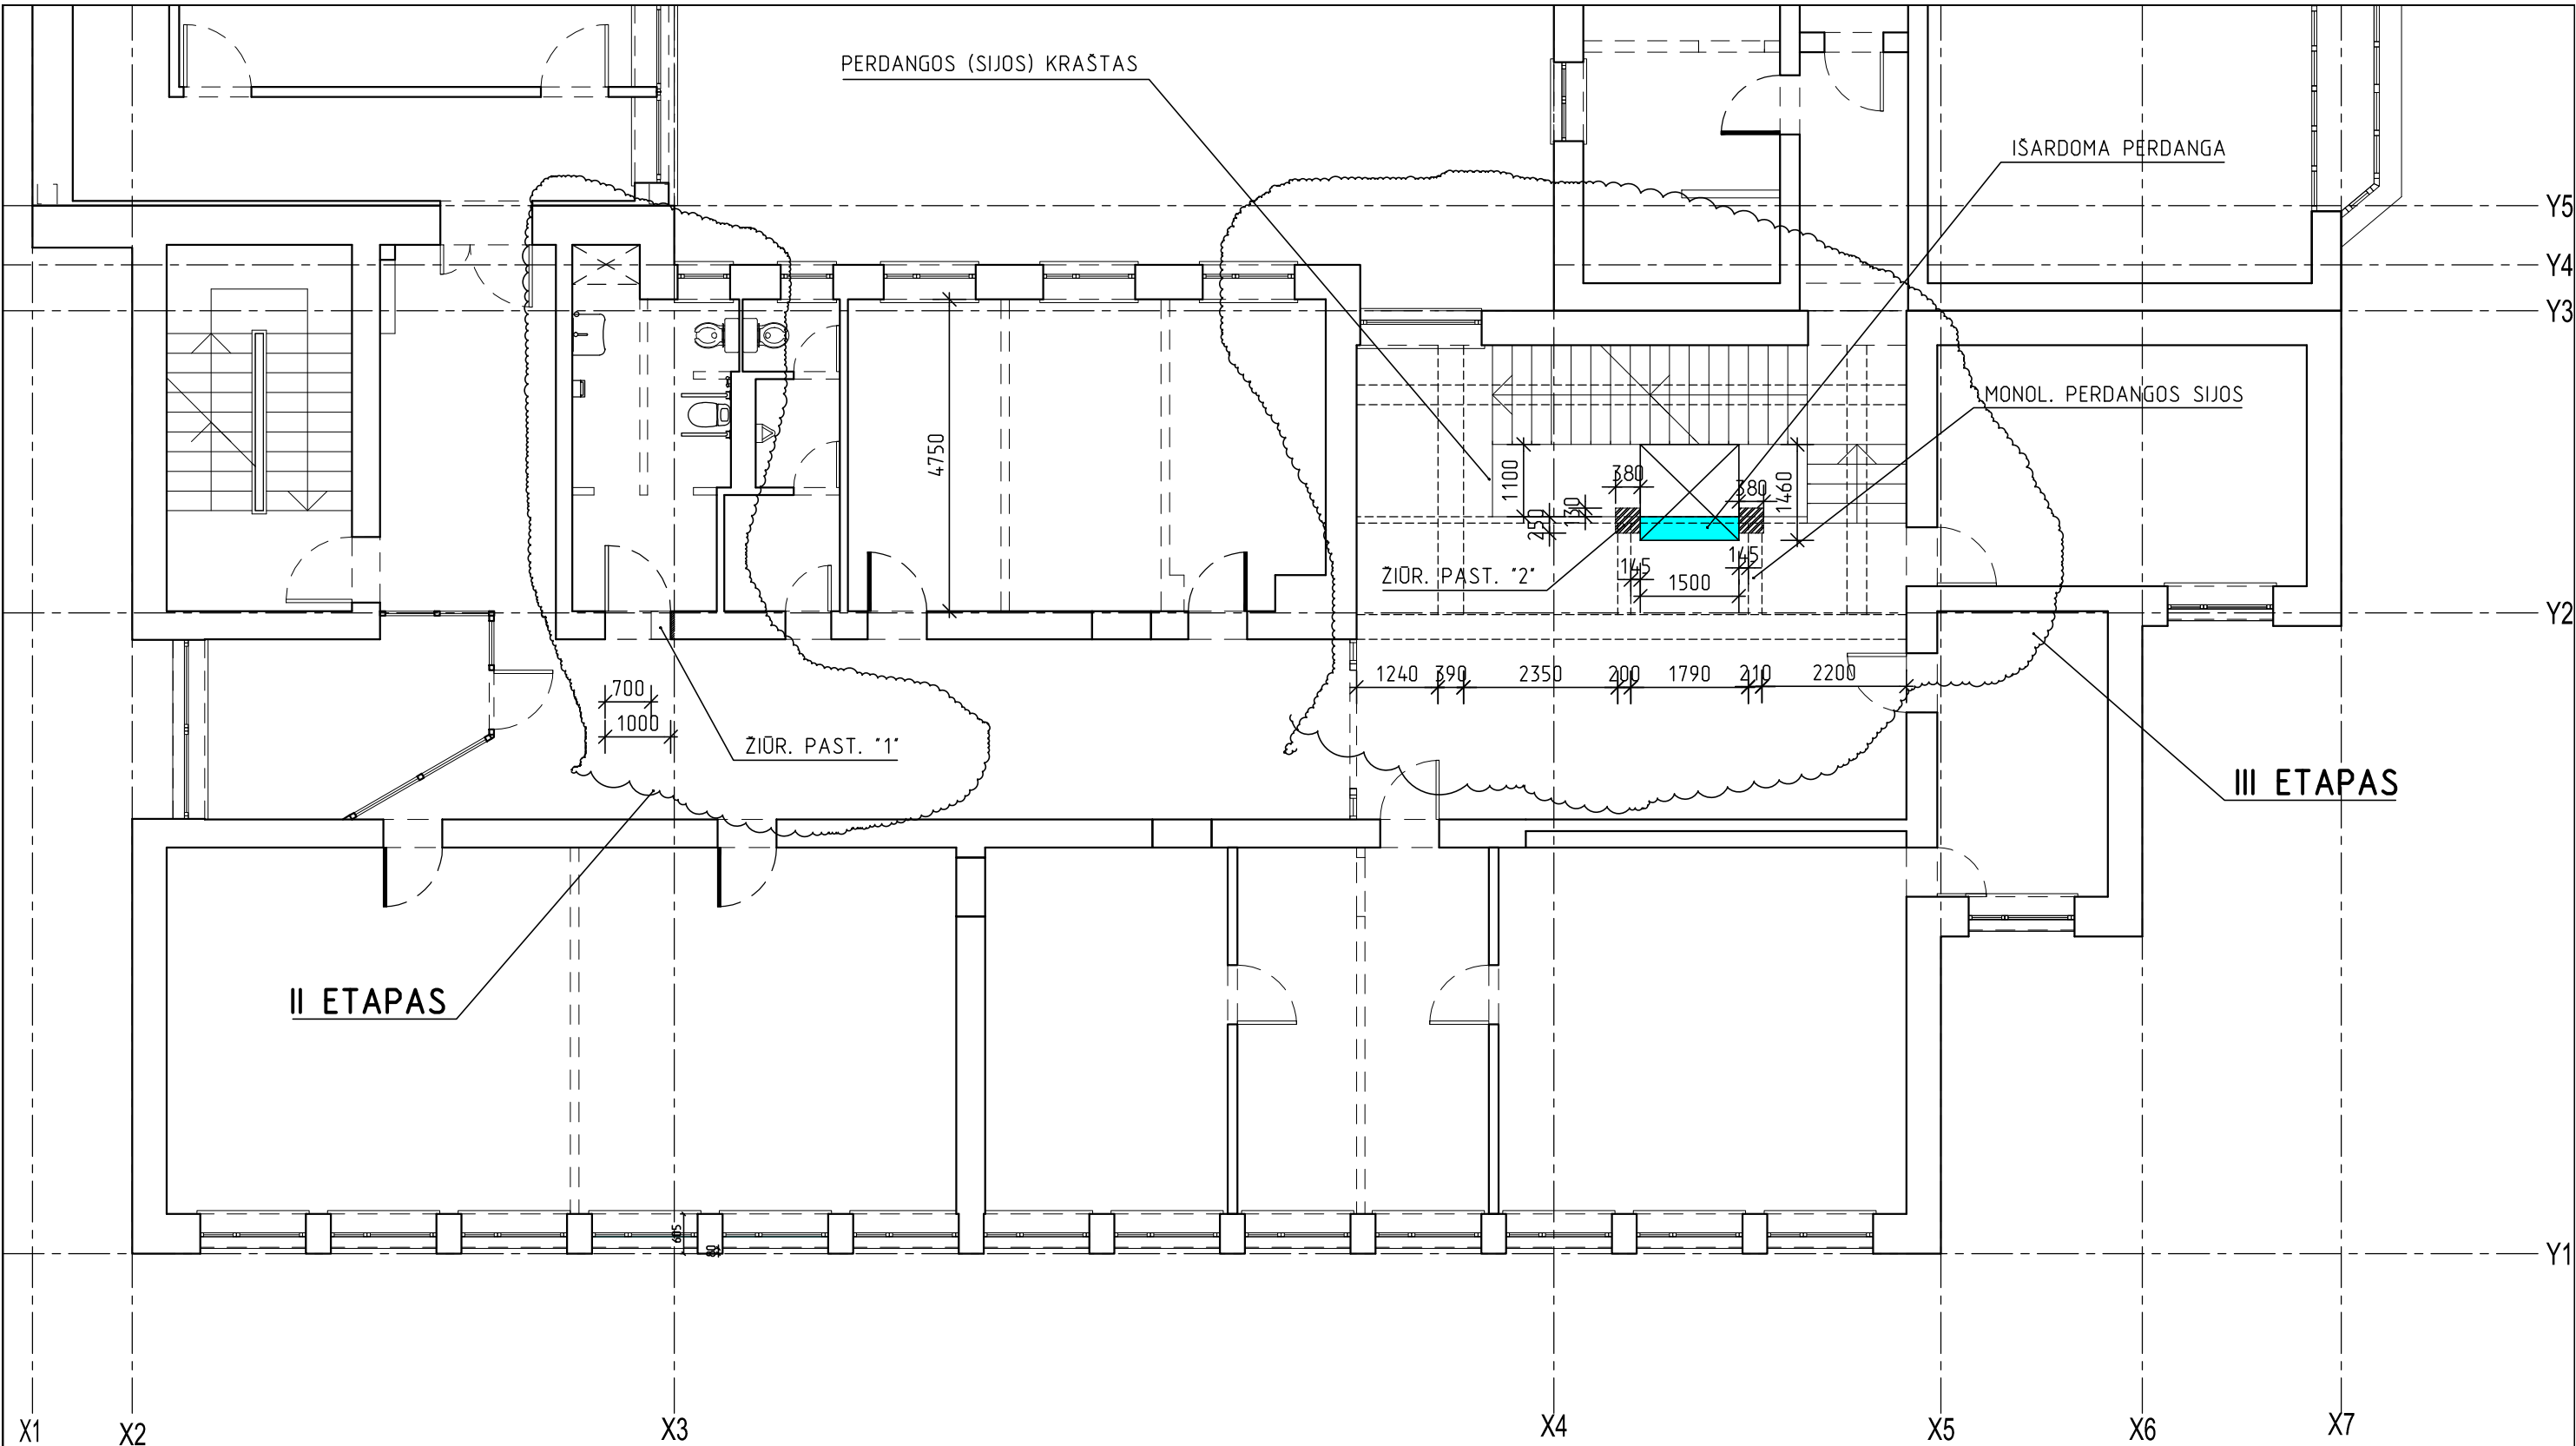 PERDANGOS (SIJOS) KRAŠTAS
IŠARDOMA PERDANGA
Y5
Y4
Y3
MONOL. PERDANGOS SIJOS
4750
1100
380
380
1460
130
250
ŽIŪR. PAST. "2"
145
145
1500
Y2
1240 390 2350 200 1790 210 2200
700
1000
ŽIŪR. PAST. "1"
III ETAPAS
II ETAPAS
605
80
Y1
X1 X2 X3 X4 X5 X6 X7